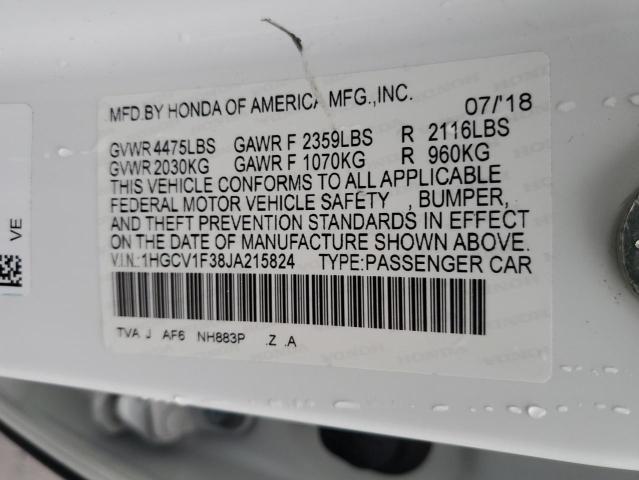 MFD.BY HONDA OF AMERICA MFG.,INC. 07/'18
GVWR 4475LBS GAWR F 2359LBS R 2116LBS
GVWR 2030KG GAWR F 1070KG R 960KG
THIS VEHICLE CONFORMS TO ALL APPLICABLE
FEDERAL MOTOR VEHICLE SAFETY , BUMPER,
AND THEFT PREVENTION STANDARDS IN EFFECT
ON THE DATE OF MANUFACTURE SHOWN ABOVE.
V.I.N.:1HGCV1F38JA215824 TYPE:PASSENGER CAR
TVA J AF6 NH883P .Z .A
VE